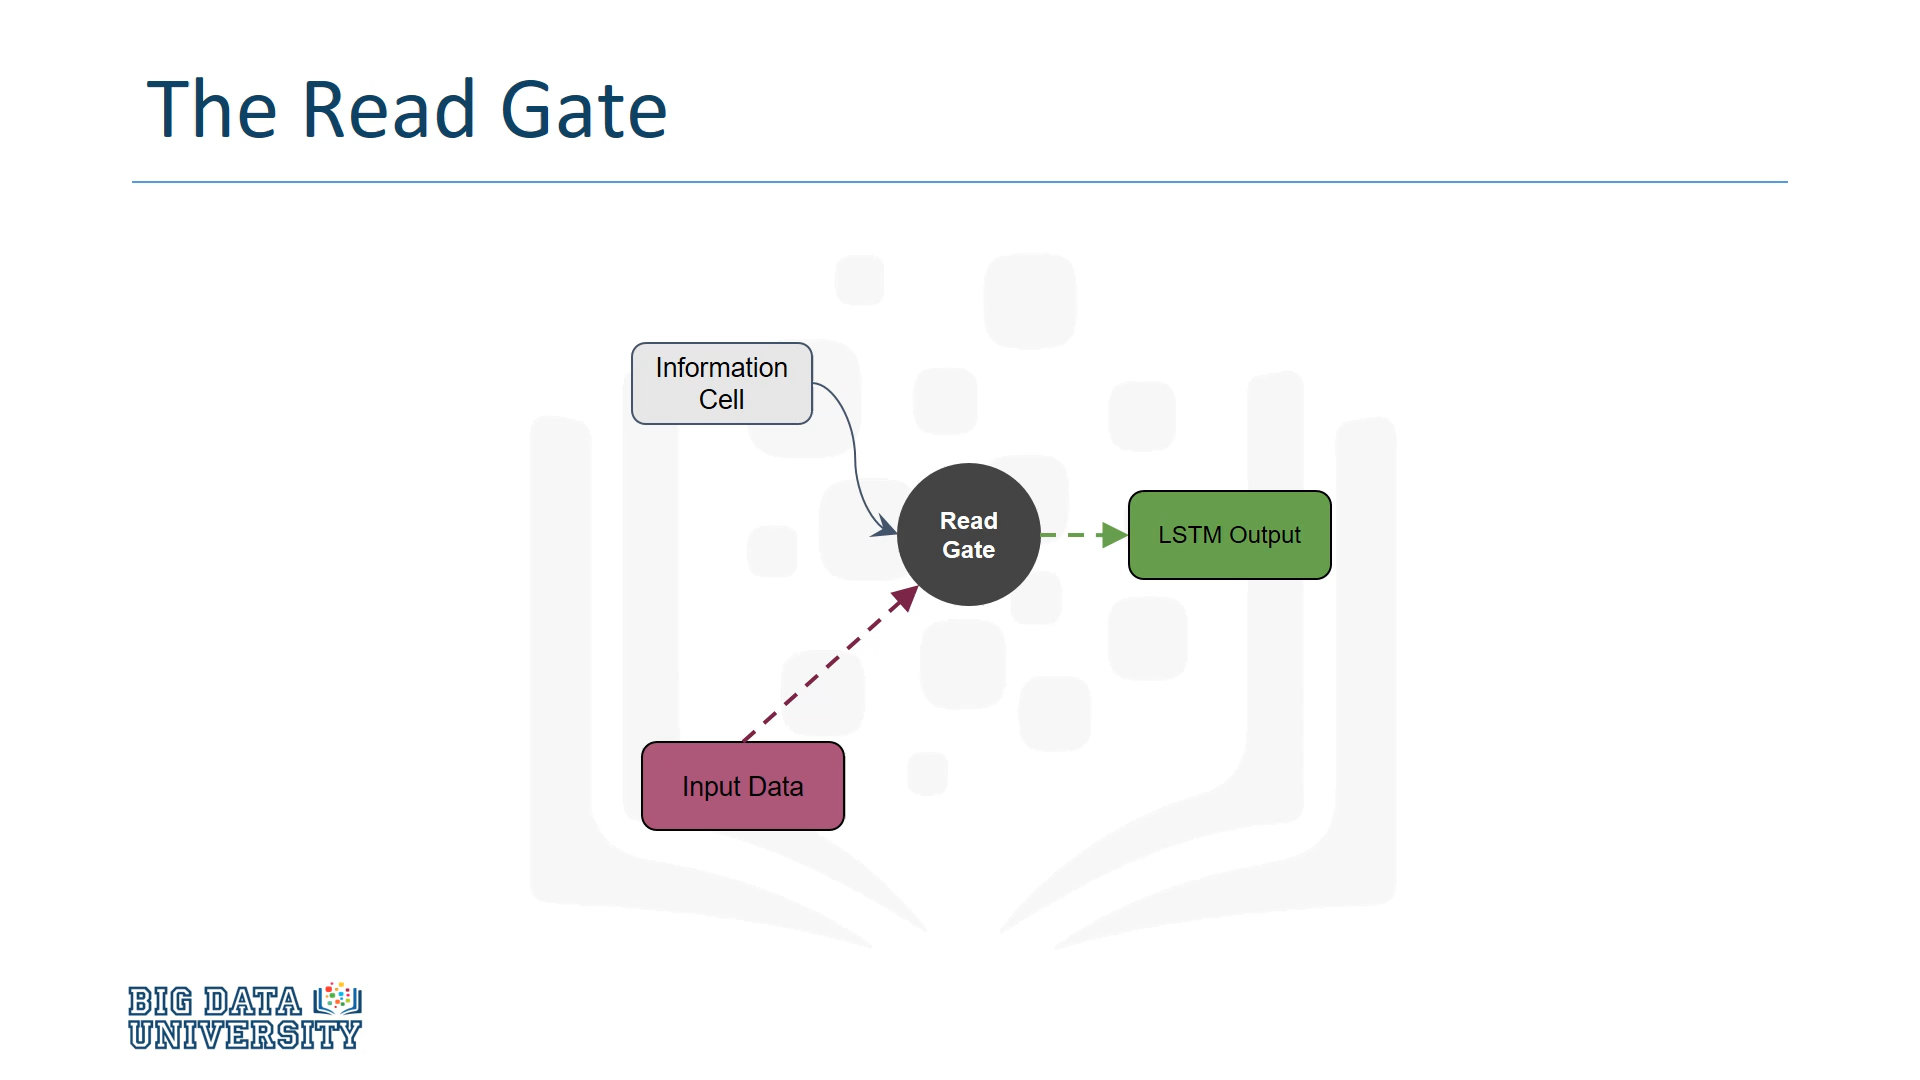 The Read Gate
Information
Cell
Read
Gate
LSTM Output
Input Data
BIG DATA
UNIVERSITY